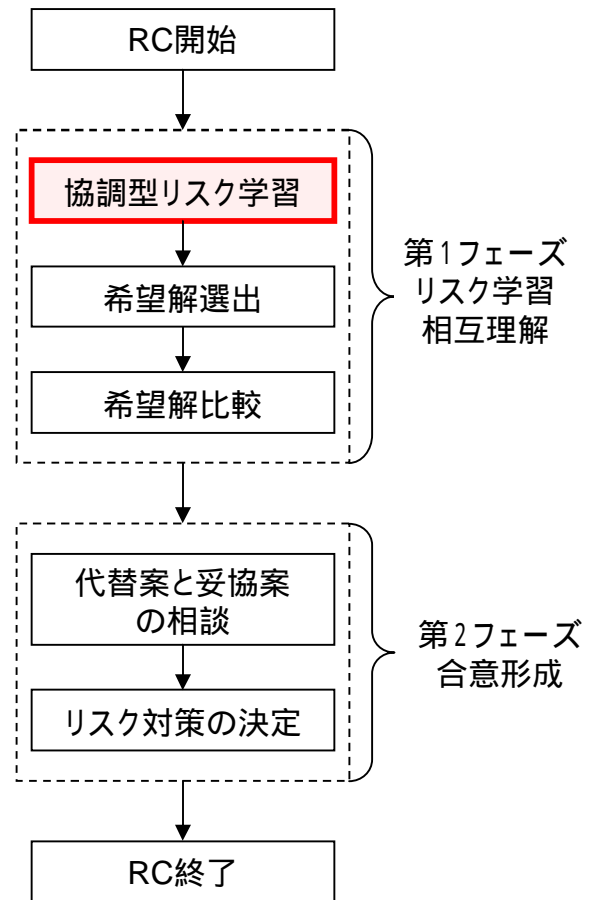 RC開始
協調型リスク学習
希望解選出
希望解比較
第1フェーズ
リスク学習
相互理解
代替案と妥協案
の相談
リスク対策の決定
第2フェーズ
合意形成
RC終了